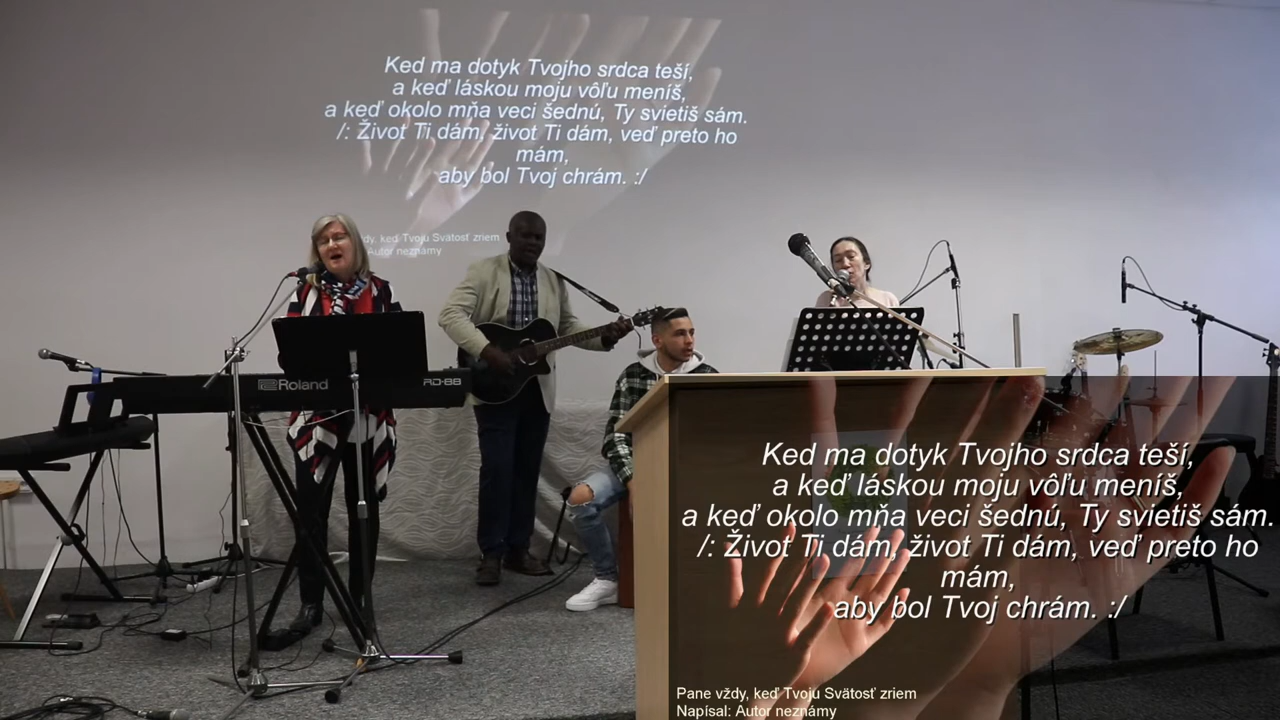 Ked ma dotyk Tvojho srdca teší,
a keď láskou moju vôľu meníš,
a keď okolo mňa veci šednú, Ty svietiš sám.
/: Život Ti dám, život Ti dám, veď preto ho
mám,
aby bol Tvoj chrám. :/
dy, keď Tvoju Svätosť zriem
Autor neznámy
Roland
RD-88
Ked ma dotyk Tvojho srdca teší,
a keď láskou moju vôľu meníš,
a keď okolo mňa veci šednú, Ty svietiš sám.
/: Život Ti dám, život Ti dám, veď preto ho
mám,
aby bol Tvoj chrám. :/
Pane vždy, keď Tvoju Svätosť zriem
Napísal: Autor neznámy